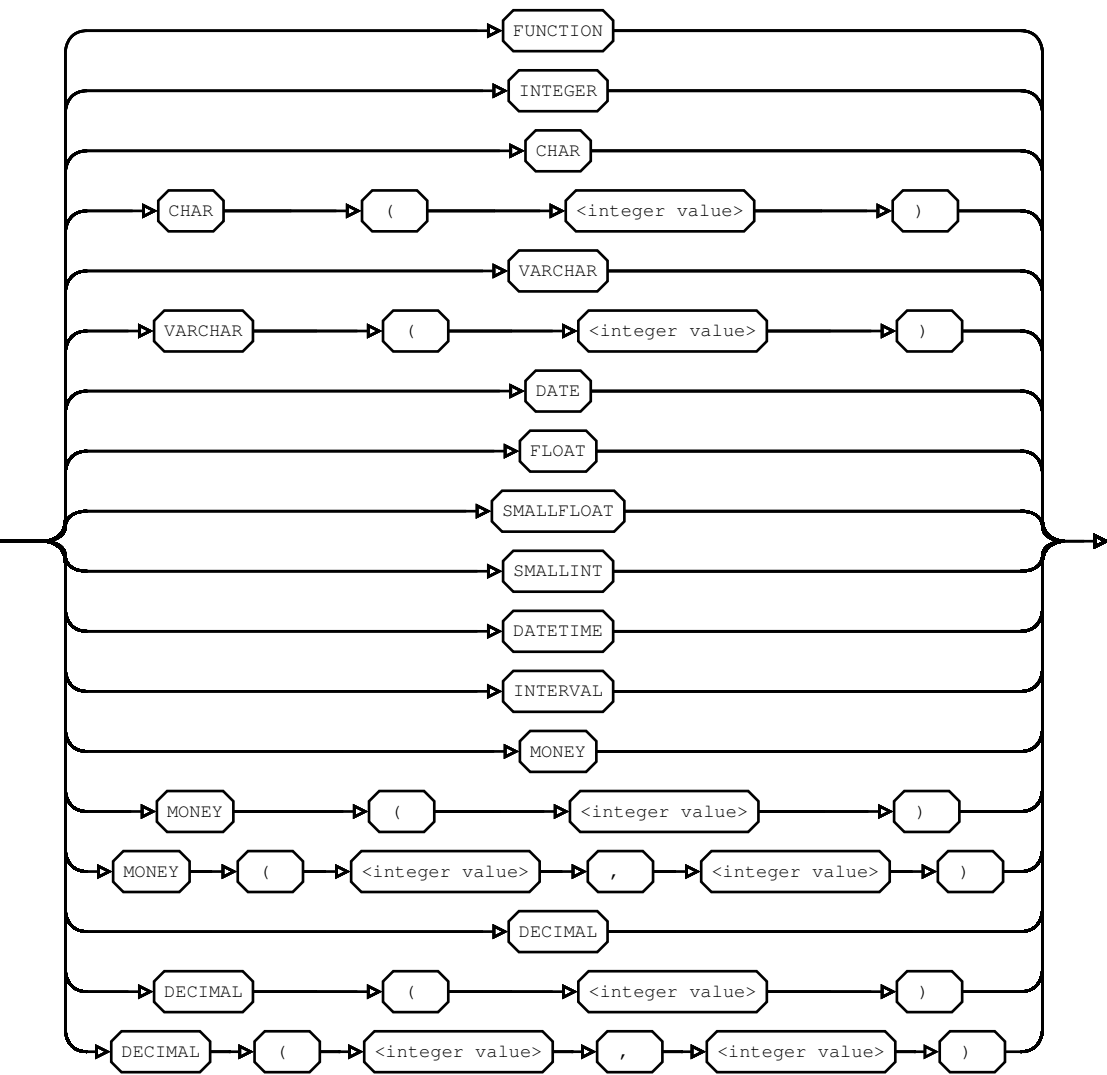 FUNCTION
INTEGER
CHAR
CHAR ( <integer value> )
VARCHAR
VARCHAR ( <integer value> )
DATE
FLOAT
SMALLFLOAT
SMALLINT
DATETIME
INTERVAL
MONEY
MONEY ( <integer value> )
MONEY ( <integer value> , <integer value> )
DECIMAL
DECIMAL ( <integer value> )
DECIMAL ( <integer value> , <integer value> )